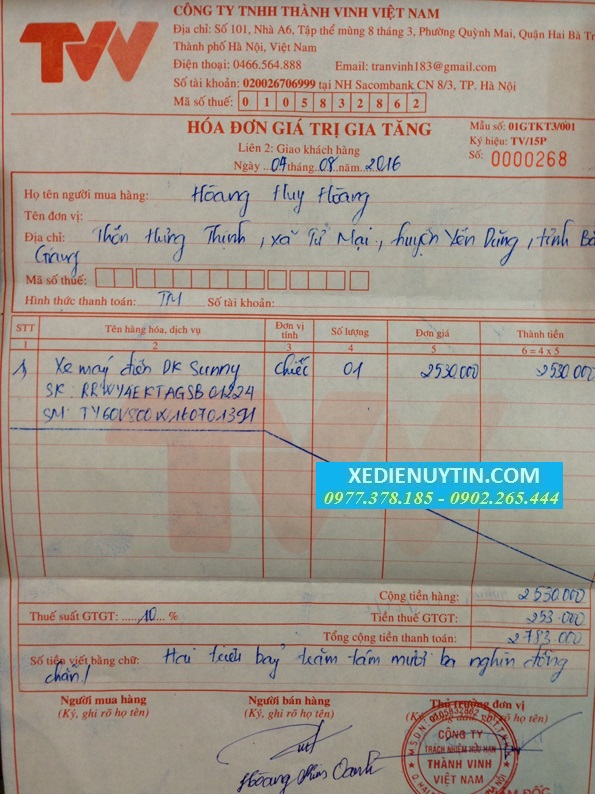 TVV
CÔNG TY TNHH THÀNH VINH VIỆT NAM
Địa chỉ: Số 101, Nhà A6, Tập thể mùng 8 tháng 3, Phường Quỳnh Mai, Quận Hai Bà Tr
Thành phố Hà Nội, Việt Nam
Điện thoại: 0466.564.888 Email: tranvinh183@gmail.com
Số tài khoản: 020026706999 tại NH Sacombank CN 8/3, TP. Hà Nội
Mã số thuế: 0 1 0 5 8 3 2 8 6 2
HÓA ĐƠN GIÁ TRỊ GIA TĂNG
Mẫu số: 01GTKT3/001
Liên 2: Giao khách hàng
Ký hiệu: TV/15P
Ngày 04 tháng 08 năm 2016
Số: 0000268
Họ tên người mua hàng: Hoàng Huy Hoàng
Tên đơn vị:
Địa chỉ: Thôn Hưng Thịnh, xã Tư Mại, huyện Yên Dũng, tỉnh Bắ
Giang
Mã số thuế:
Hình thức thanh toán: TM Số tài khoản:
STT Tên hàng hóa, dịch vụ Đơn vị tính Số lượng Đơn giá Thành tiền
1 2 3 4 5 6 = 4 x 5
1, Xe máy điện DK Sunny chiếc 01 2530.000 2530.000
SK: RRWY4EKTAGSB01224
SM: TY60V500W160701391
XEDIENUYTIN.COM
0977.378.185 - 0902.265.444
Cộng tiền hàng: 2530.000
Thuế suất GTGT: 10 % Tiền thuế GTGT: 253.000
Tổng cộng tiền thanh toán: 2783.000
Số tiền viết bằng chữ: Hai triệu bảy trăm tám mươi ba nghìn đồng
chẵn/
Người mua hàng Người bán hàng Thủ trưởng đơn vị
(Ký, ghi rõ họ tên) (Ký, ghi rõ họ tên)
CÔNG TY
TRÁCH NHIỆM HỮU HẠN
THÀNH VINH
VIỆT NAM
Hoàng Kim Oanh